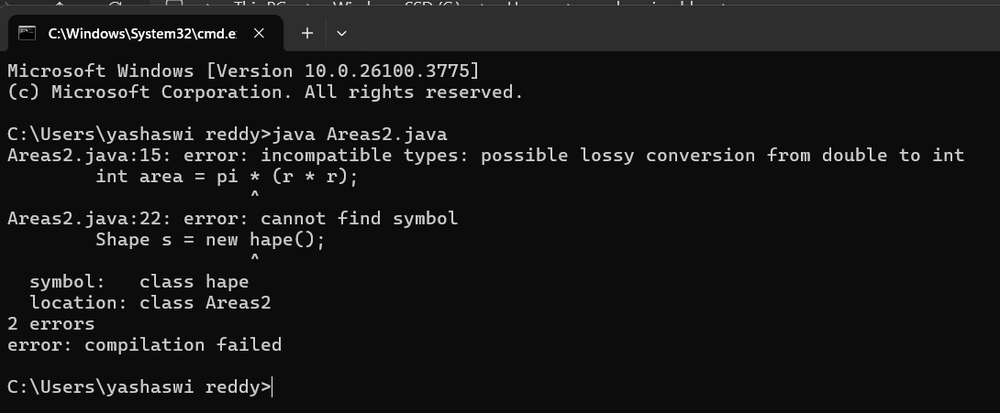 C:\Windows\System32\cmd.e
Microsoft Windows [Version 10.0.26100.3775]
(c) Microsoft Corporation. All rights reserved.
C:\Users\yashaswi reddy>java Areas2.java
Areas2.java:15: error: incompatible types: possible lossy conversion from double to int
        int area = pi * (r * r);
                      ^
Areas2.java:22: error: cannot find symbol
        Shape s = new hape();
                      ^
  symbol:   class hape
  location: class Areas2
2 errors
error: compilation failed
C:\Users\yashaswi reddy>